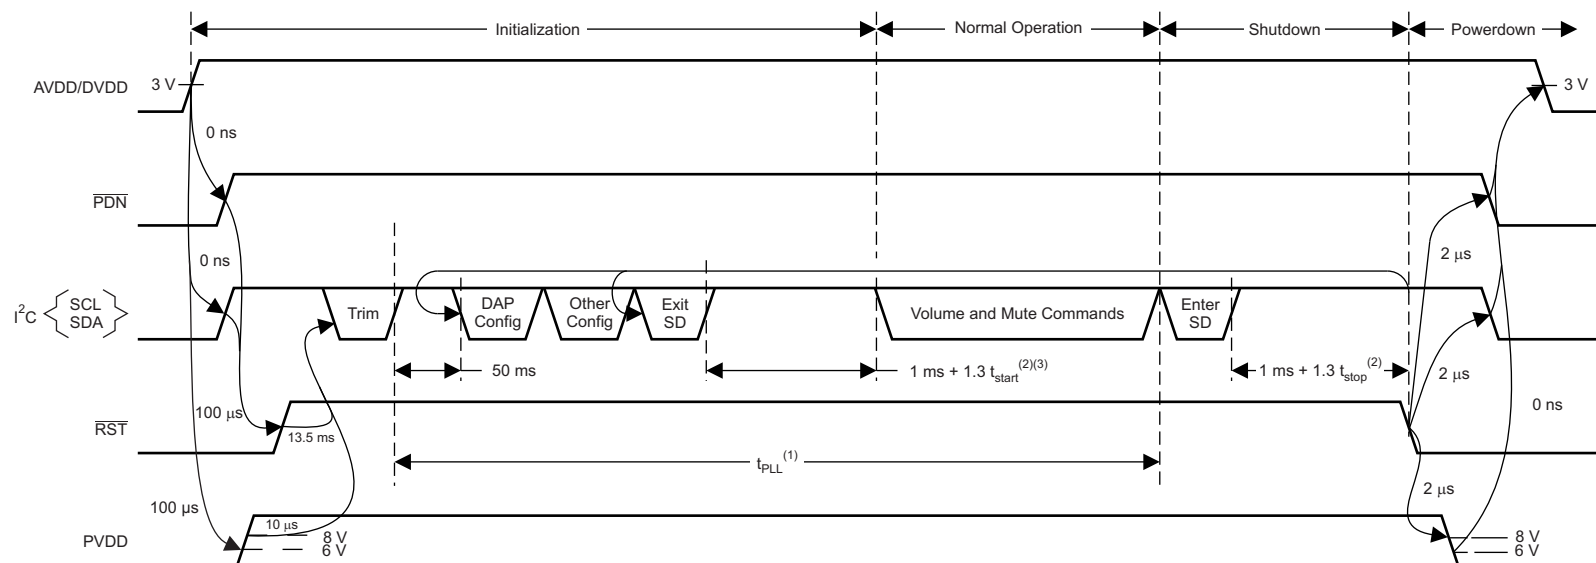 Initialization
Normal Operation
Shutdown
Powerdown
AVDD/DVDD
3 V
3 V
0 ns
PDN
0 ns
2 μs
I²C
SCL
SDA
Trim
DAP
Config
Other
Config
Exit
SD
Volume and Mute Commands
Enter
SD
50 ms
1 ms + 1.3 t_start^(2)(3)
1 ms + 1.3 t_stop^(2)
2 μs
0 ns
100 μs
RST
13.5 ms
t_PLL^(1)
2 μs
100 μs
10 μs
PVDD
8 V
6 V
8 V
6 V